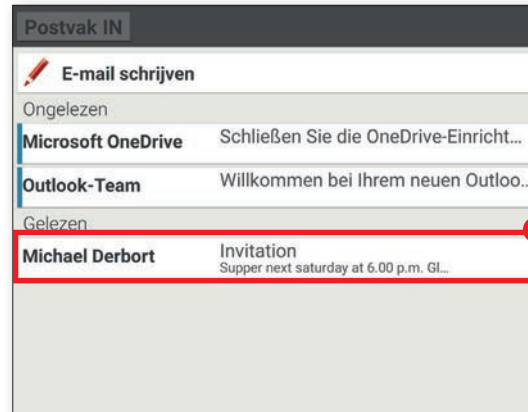 Postvak IN
E-mail schrijven
Ongelezen
Microsoft OneDrive Schließen Sie die OneDrive-Einricht...
Outlook-Team Willkommen bei Ihrem neuen Outloo..
Gelezen
Michael Derbort Invitation
Supper next saturday at 6.00 p.m. Gl...